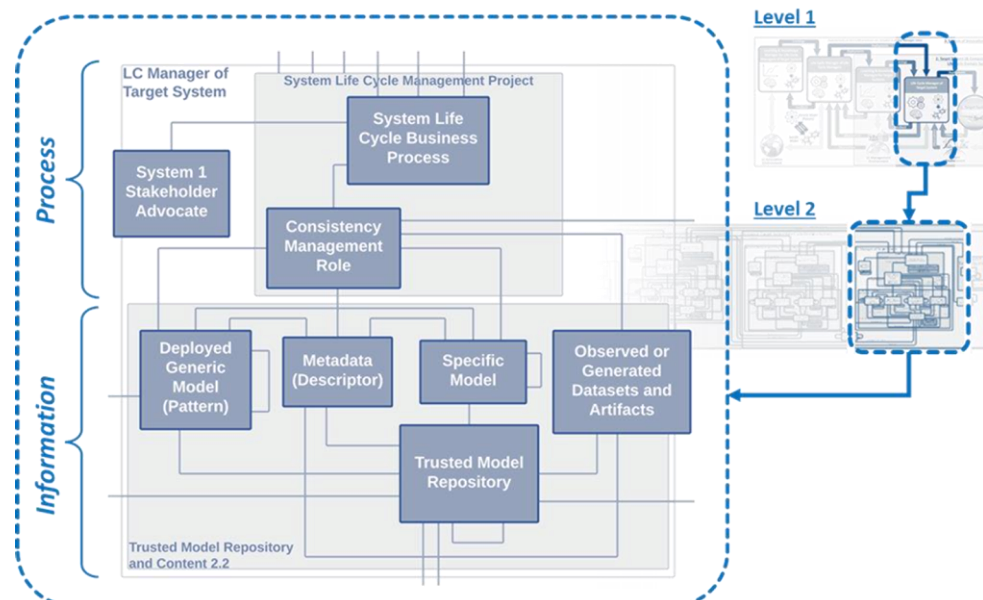 Level 1
Level 2
Process
Information
LC Manager of
Target System
System Life Cycle Management Project
System Life
Cycle Business
Process
System 1
Stakeholder
Advocate
Consistency
Management
Role
Deployed
Generic
Model
(Pattern)
Metadata
(Descriptor)
Specific
Model
Observed or
Generated
Datasets and
Artifacts
Trusted Model
Repository
Trusted Model Repository
and Content 2.2